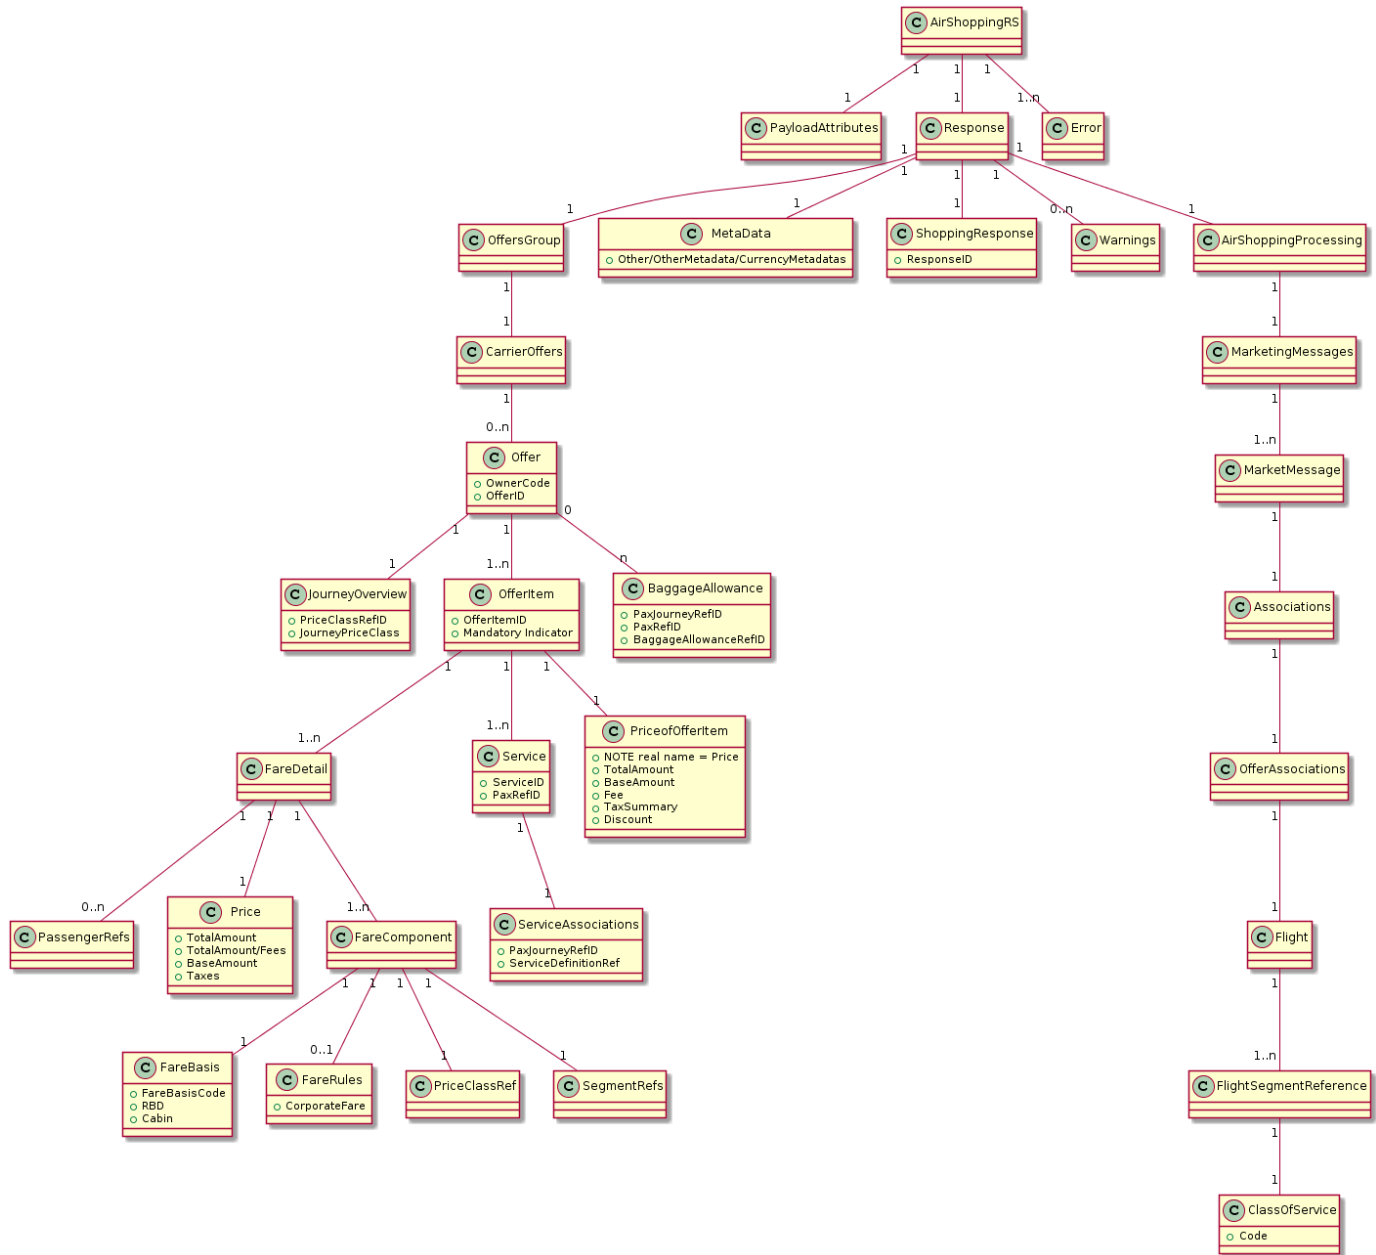 C AirShoppingRS
1 1 1
1 1 1..n
C PayloadAttributes
C Response
C Error
1 1 1 1 1
1 1 1 0..n 1
C OffersGroup
C MetaData
Other/OtherMetadata/CurrencyMetadatas
C ShoppingResponse
ResponseID
C Warnings
C AirShoppingProcessing
1 1
1 1
C CarrierOffers
C MarketingMessages
1 1
0..n 1..n
C Offer
OwnerCode
OfferID
C MarketMessage
1 1 0 1
1 1..n n 1
C JourneyOverview
PriceClassRefID
JourneyPriceClass
C OfferItem
OfferItemID
Mandatory Indicator
C BaggageAllowance
PaxJourneyRefID
PaxRefID
BaggageAllowanceRefID
C Associations
1 1 1 1
1..n 1..n 1 1
C FareDetail
C Service
ServiceID
PaxRefID
C PriceofOfferItem
NOTE real name = Price
TotalAmount
BaseAmount
Fee
TaxSummary
Discount
C OfferAssociations
1 1 1 1 1
0..n 1 1..n 1 1
C PassengerRefs
C Price
TotalAmount
TotalAmount/Fees
BaseAmount
Taxes
C FareComponent
C ServiceAssociations
PaxJourneyRefID
ServiceDefinitionRef
C Flight
1 1 1 1 1
1 0..1 1 1 1..n
C FareBasis
FareBasisCode
RBD
Cabin
C FareRules
CorporateFare
C PriceClassRef
C SegmentRefs
C FlightSegmentReference
1
1
C ClassOfService
Code